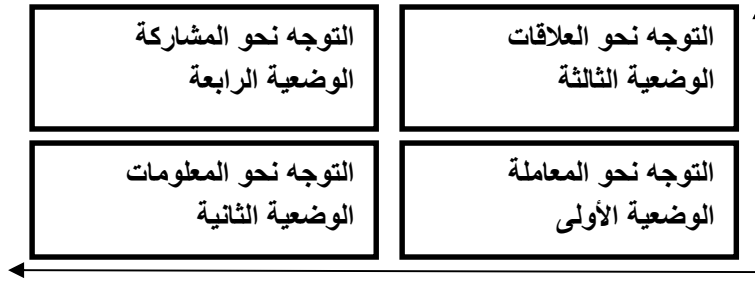 التوجه نحو العلاقات
الوضعية الثالثة
التوجه نحو المشاركة
الوضعية الرابعة
التوجه نحو المعاملة
الوضعية الأولى
التوجه نحو المعلومات
الوضعية الثانية